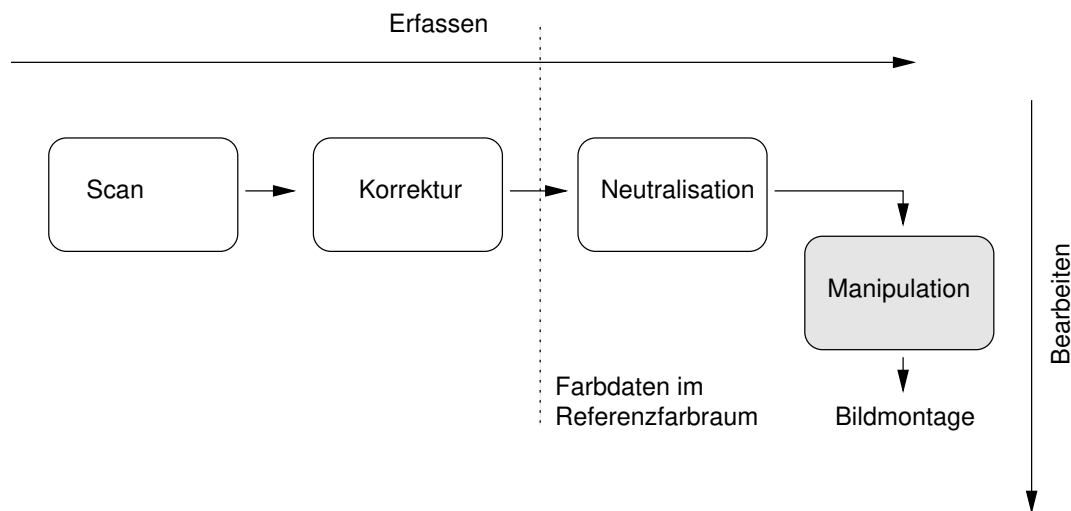 Erfassen
Scan
Korrektur
Neutralisation
Manipulation
Bearbeiten
Farbdaten im
Referenzfarbraum
Bildmontage